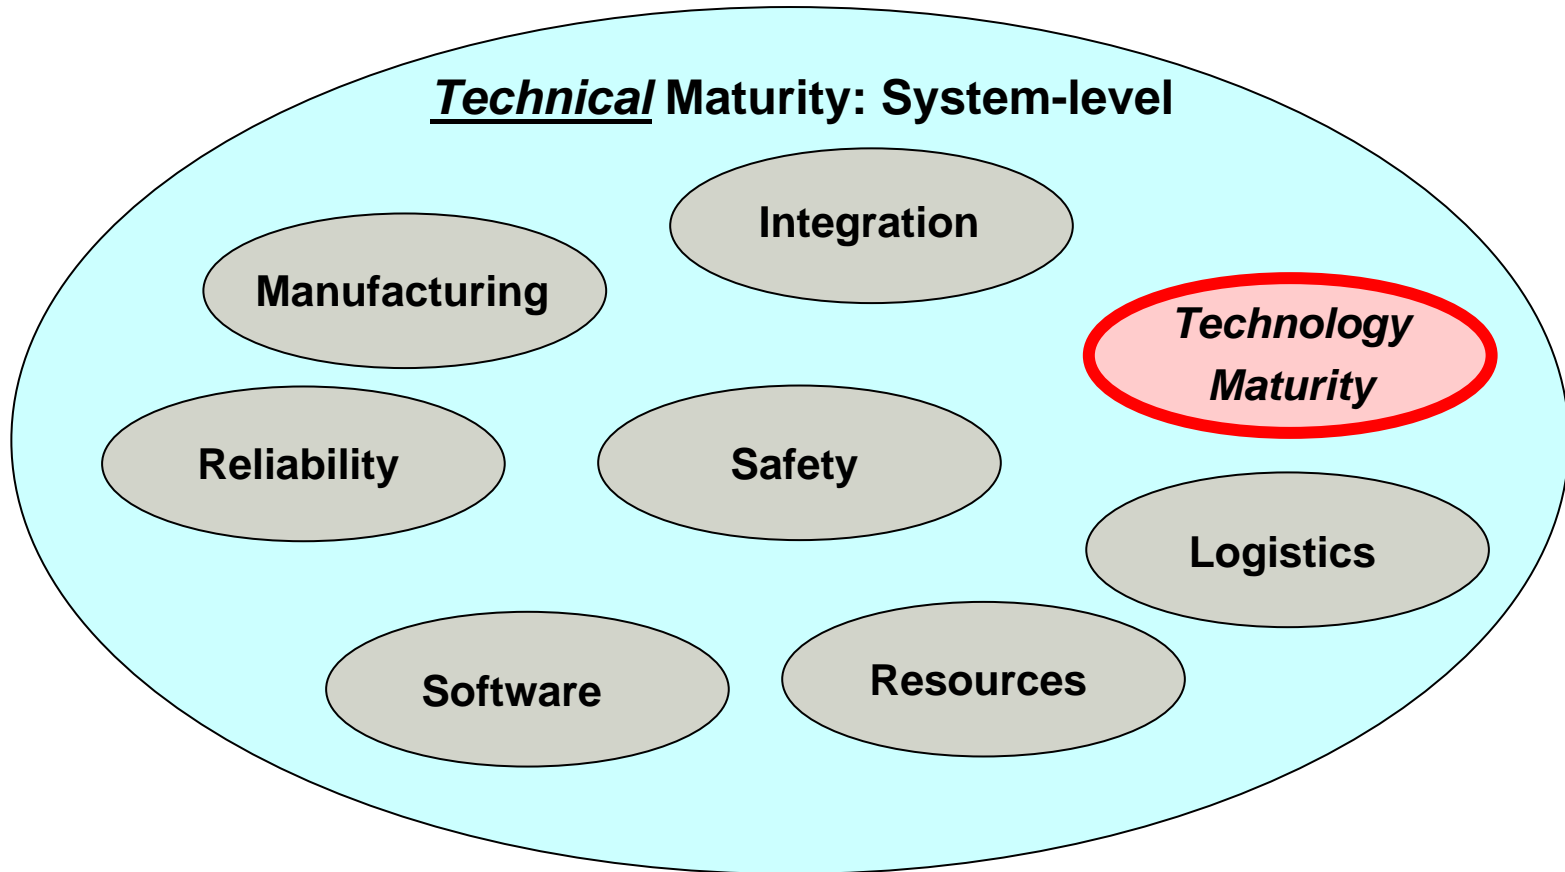 Technical Maturity: System-level
Integration
Manufacturing
Technology
Maturity
Reliability
Safety
Logistics
Software
Resources